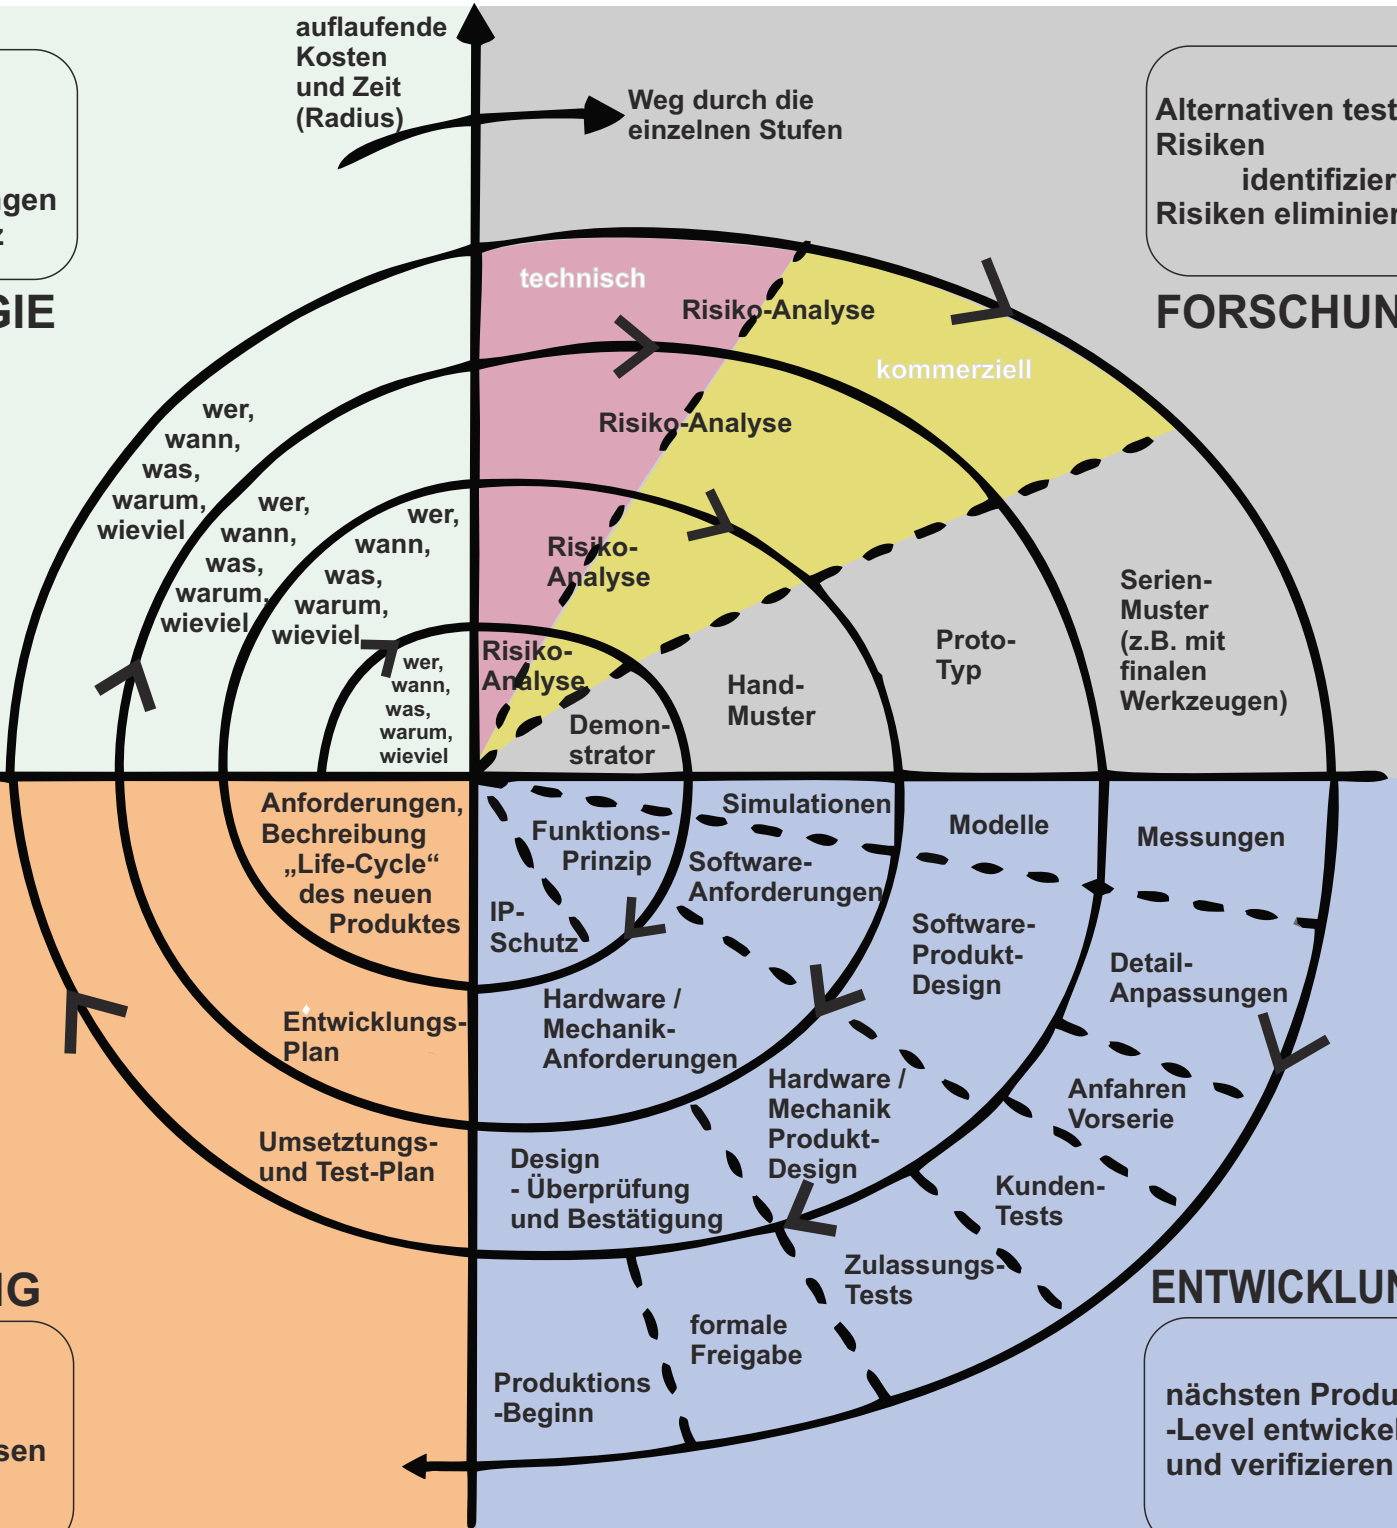 auflaufende
Kosten
und Zeit
(Radius)
Weg durch die
einzelnen Stufen
Alternativen test
Risiken
identifizier
Risiken eliminier
FORSCHUN
ngen
z
GIE
technisch
Risiko-Analyse
kommerziell
Risiko-Analyse
Risiko-
Analyse
Risiko-
Analyse
wer,
wann,
was,
warum,
wieviel
wer,
wann,
was,
warum,
wieviel
wer,
wann,
was,
warum,
wieviel
wer,
wann,
was,
warum,
wieviel
Demon-
strator
Hand-
Muster
Proto-
Typ
Serien-
Muster
(z.B. mit
finalen
Werkzeugen)
Anforderungen,
Bechreibung
„Life-Cycle“
des neuen
Produktes
Funktions-
Prinzip
IP-
Schutz
Simulationen
Software-
Anforderungen
Modelle
Messungen
Software-
Produkt-
Design
Detail-
Anpassungen
Entwicklungs-
Plan
Hardware /
Mechanik-
Anforderungen
Hardware /
Mechanik
Produkt-
Design
Anfahren
Vorserie
Umsetztungs-
und Test-Plan
Design
- Überprüfung
und Bestätigung
Kunden-
Tests
Zulassungs-
Tests
formale
Freigabe
Produktions
-Beginn
NG
sen
ENTWICKLUN
nächsten Produ
-Level entwickel
und verifizieren